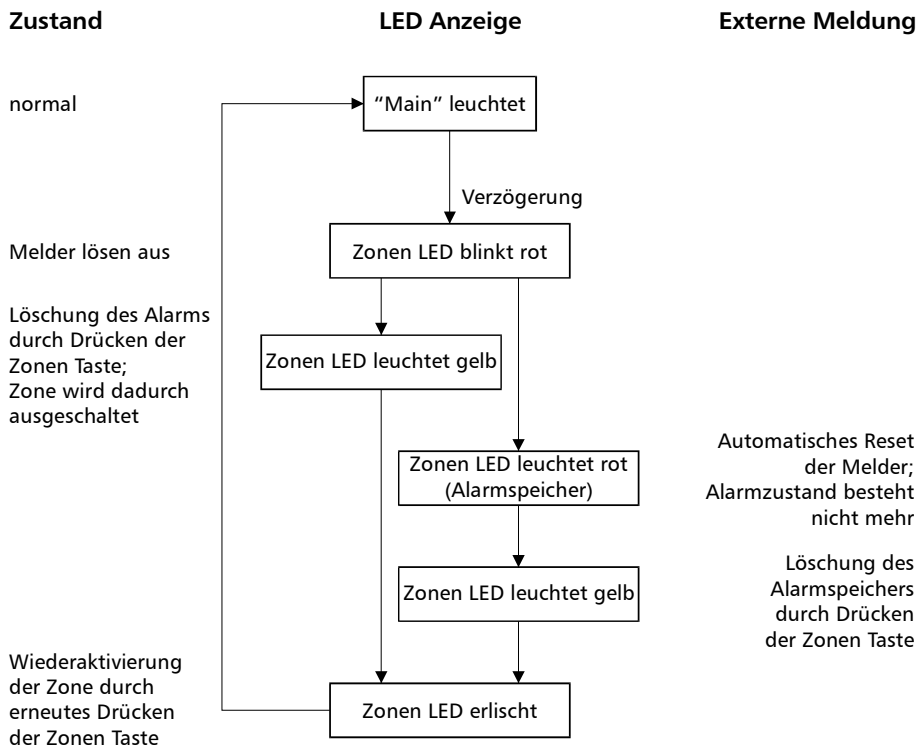 Zustand
LED Anzeige
Externe Meldung
normal
“Main” leuchtet
Verzögerung
Melder lösen aus
Zonen LED blinkt rot
Löschung des Alarms
durch Drücken der
Zonen Taste;
Zone wird dadurch
ausgeschaltet
Zonen LED leuchtet gelb
Zonen LED leuchtet rot
(Alarmspeicher)
Automatisches Reset
der Melder;
Alarmzustand besteht
nicht mehr
Zonen LED leuchtet gelb
Löschung des
Alarmspeichers
durch Drücken
der Zonen Taste
Wiederaktivierung
der Zone durch
erneutes Drücken
der Zonen Taste
Zonen LED erlischt